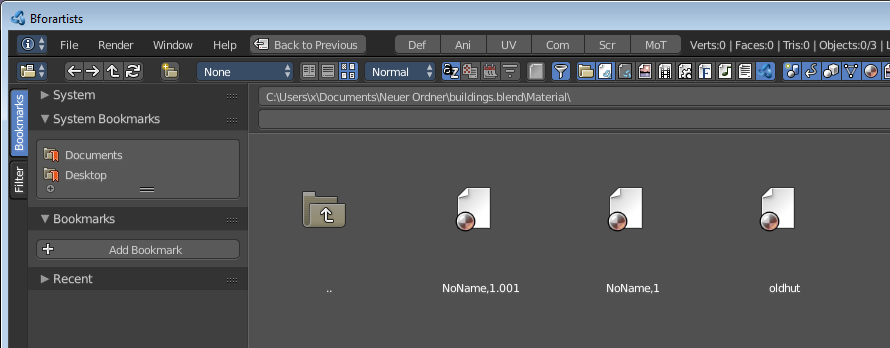 Bforartists
File Render Window Help Back to Previous Def Ani UV Com Scr MoT Verts:0 | Faces:0 | Tris:0 | Objects:0/3 |
None Normal
Bookmarks
Filter
System
System Bookmarks
Documents
Desktop
Bookmarks
Add Bookmark
Recent
C:\Users\x\Documents\Neuer Ordner\buildings.blend\Material\
..
NoName,1.001
NoName,1
oldhut